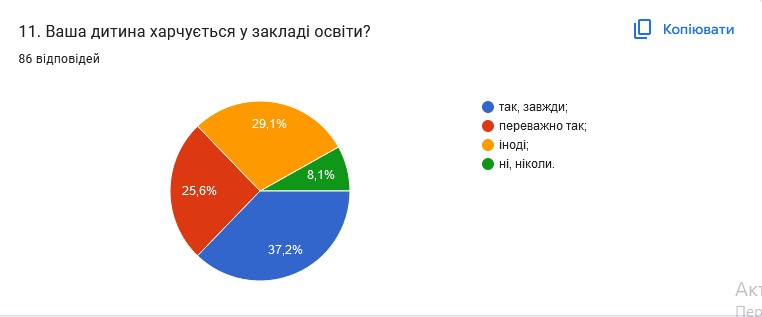 11. Ваша дитина харчується у закладі освіти?
Копіювати
86 відповідей
так, завжди;
переважно так;
іноді;
ні, ніколи.
29,1%
8,1%
25,6%
37,2%